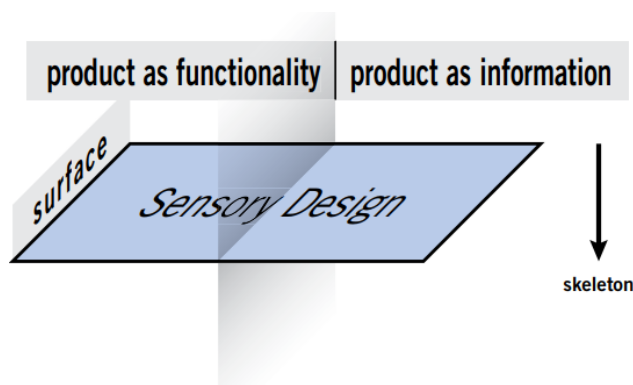 product as functionality product as information
surface
Sensory Design
skeleton